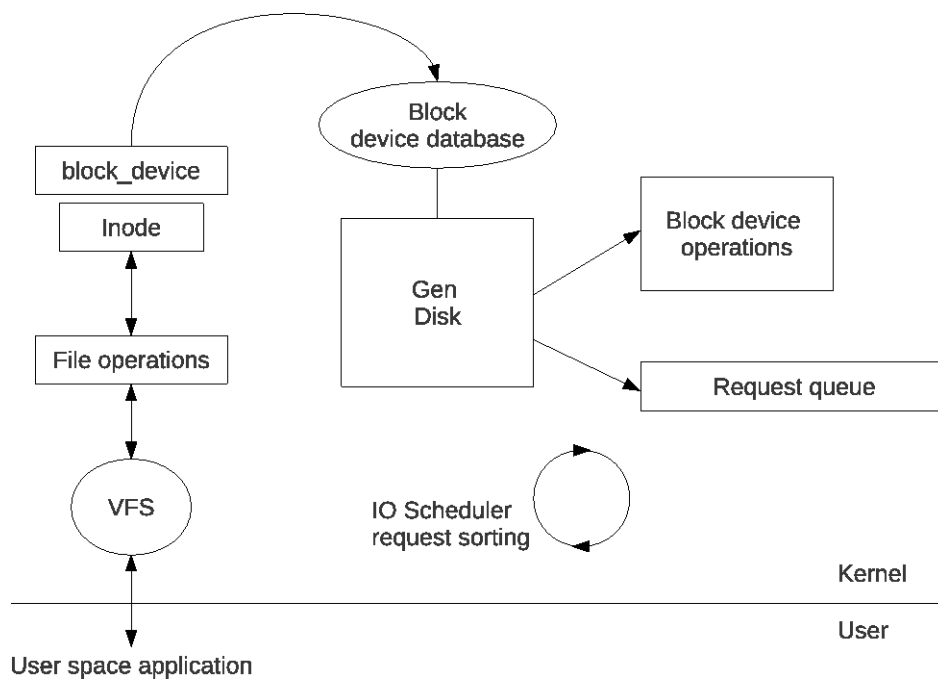 Block
device database
block_device
Inode
Block device
operations
Gen
Disk
File operations
Request queue
VFS
IO Scheduler
request sorting
Kernel
User
User space application